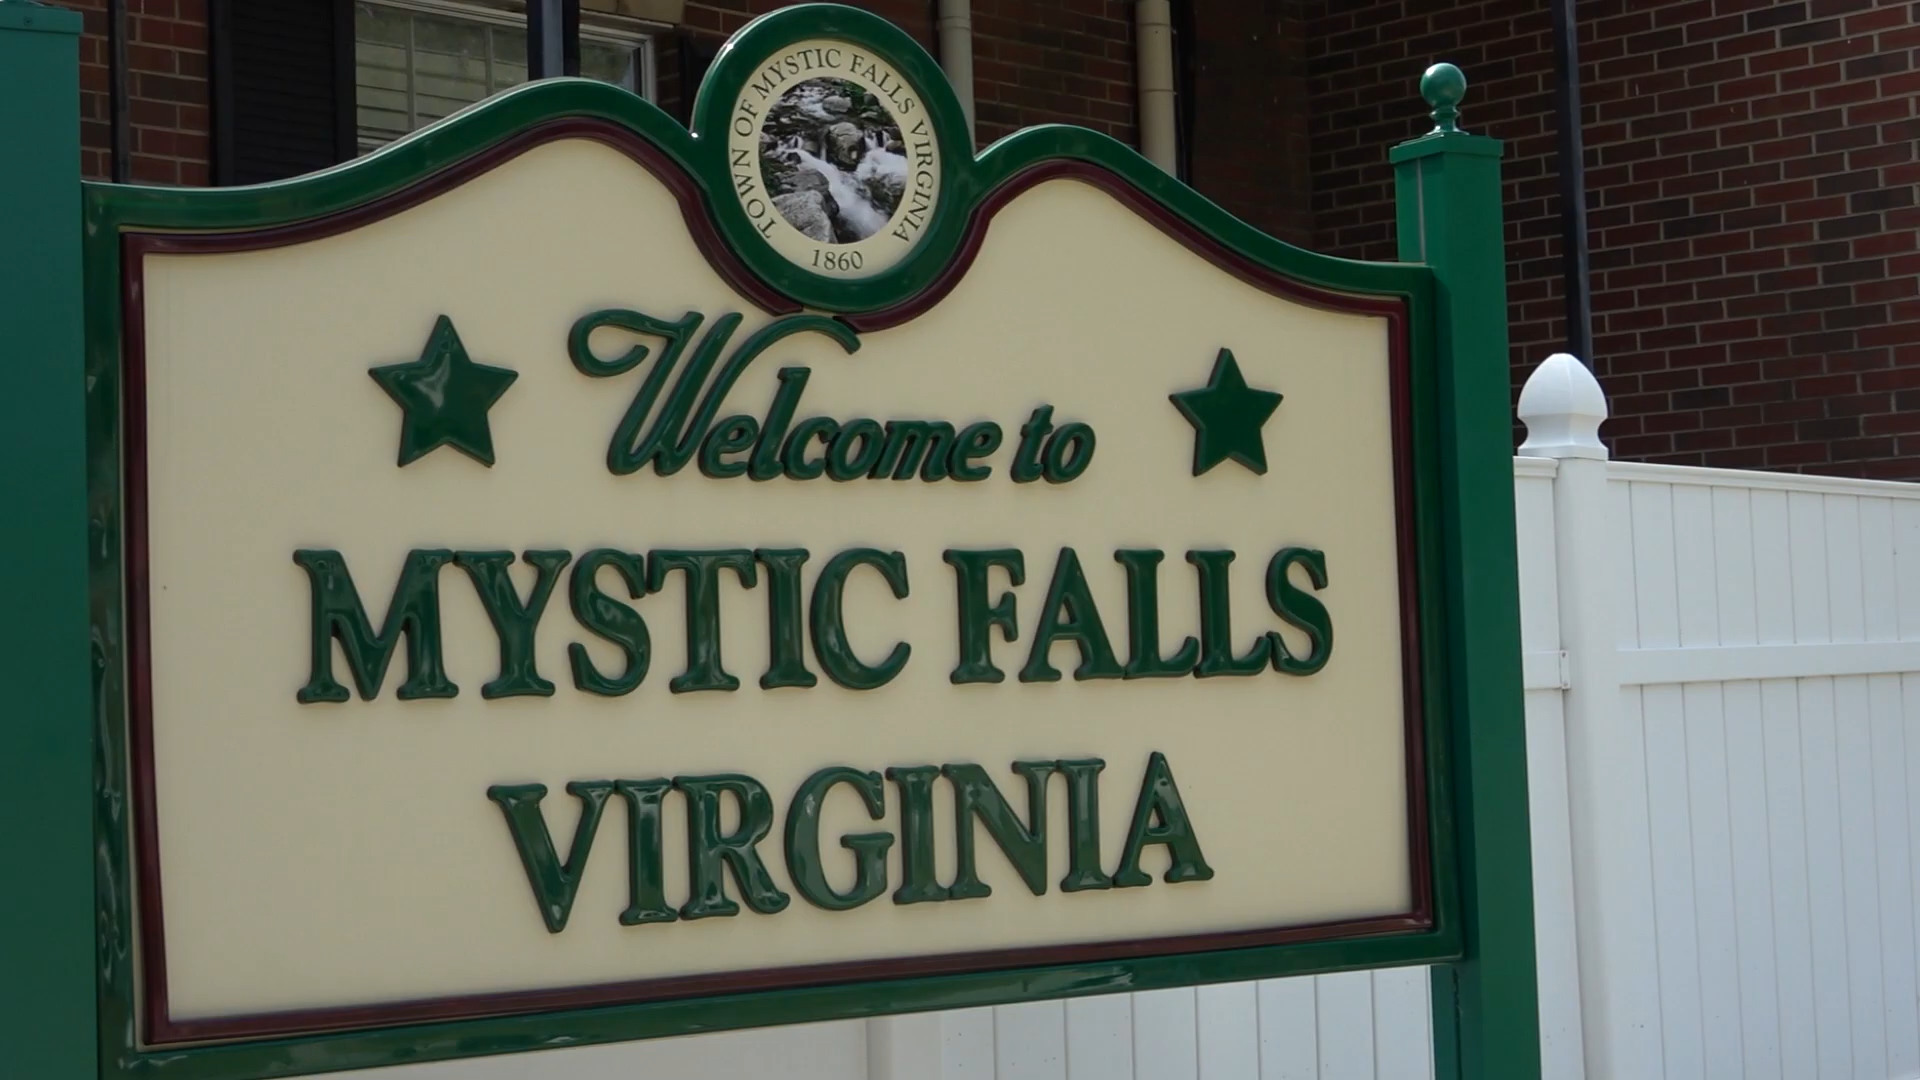 TOWN OF MYSTIC FALLS VIRGINIA
1860
Welcome to
MYSTIC FALLS
VIRGINIA